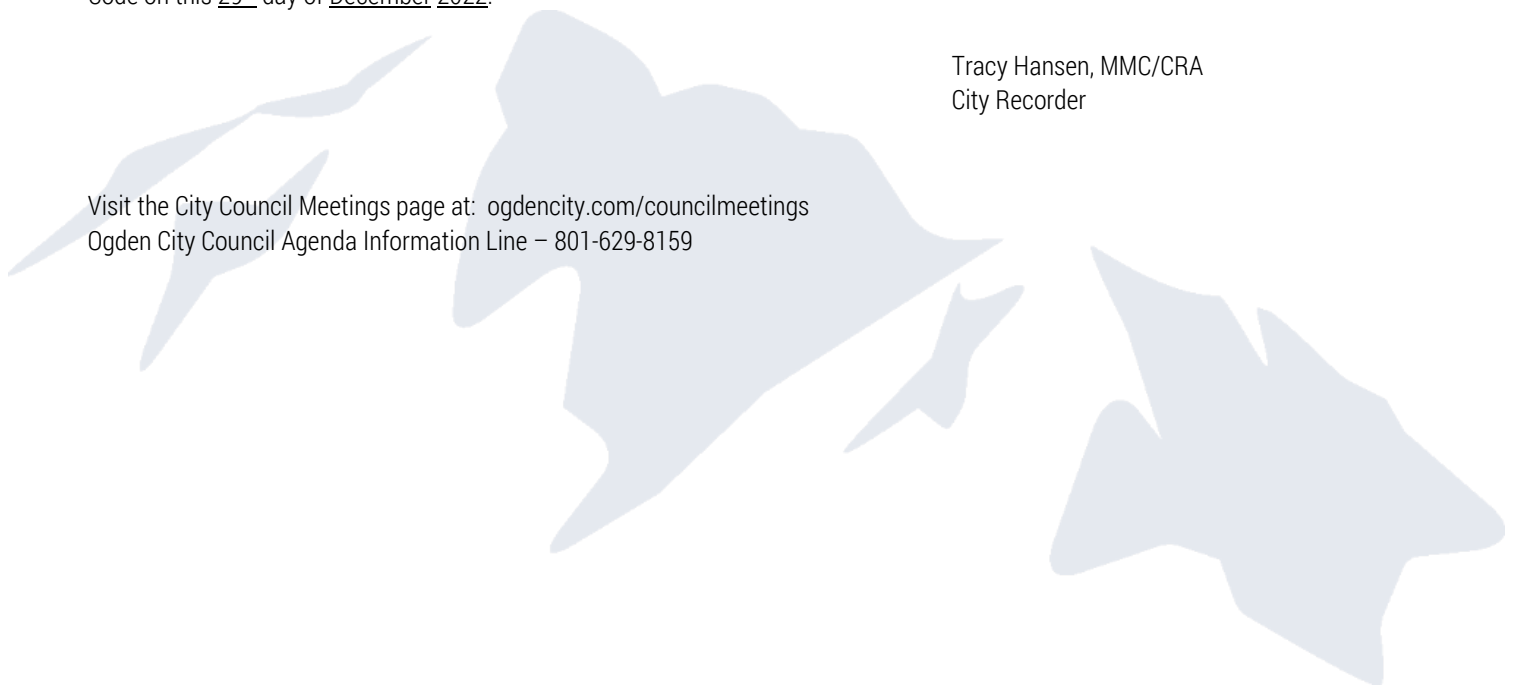 Code on this 29th day of December 2022.
Tracy Hansen, MMC/CRA
City Recorder
Visit the City Council Meetings page at: ogdencity.com/councilmeetings
Ogden City Council Agenda Information Line – 801-629-8159